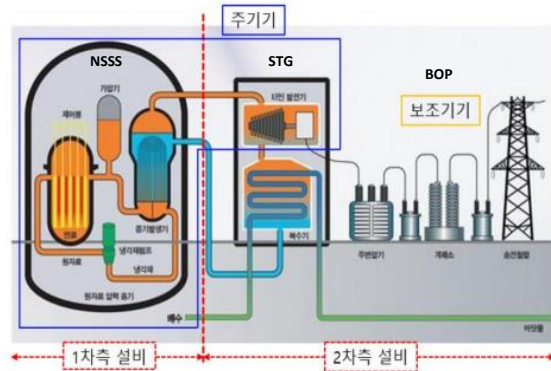 주기기
NSSS
STG
BOP
보조기기
가압기
제어봉
터빈 발전기
연료
증기발생기
원자로
냉각재펌프
냉각재
원자로 압력 용기
복수기
주변압기
개폐소
송전철탑
배수
바닷물
1차측 설비
2차측 설비